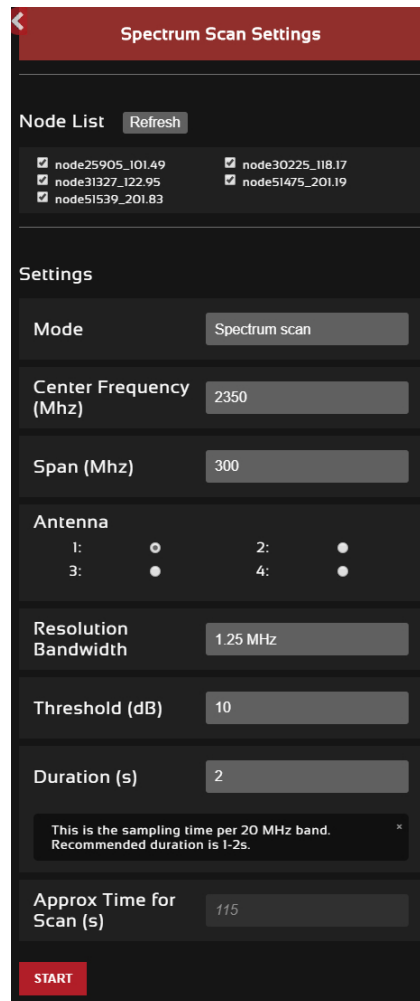 Spectrum Scan Settings
Node List Refresh
node25905_101.49 node30225_118.17
node31327_122.95 node51475_201.19
node51539_201.83
Settings
Mode Spectrum scan
Center Frequency
(Mhz) 2350
Span (Mhz) 300
Antenna
1: 2:
3: 4:
Resolution
Bandwidth 1.25 MHz
Threshold (dB) 10
Duration (s) 2
This is the sampling time per 20 MHz band. ×
Recommended duration is 1-2s.
Approx Time for
Scan (s) 115
START